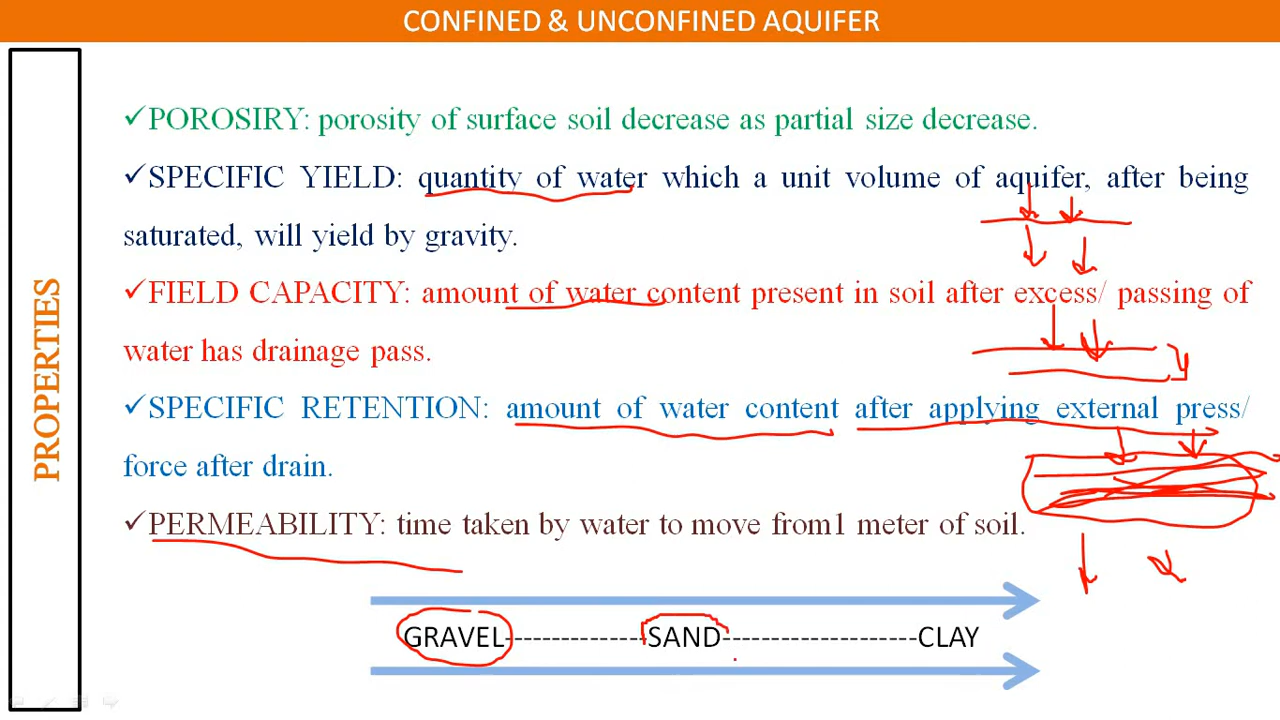 CONFINED & UNCONFINED AQUIFER
PROPERTIES
✓POROSIRY: porosity of surface soil decrease as partial size decrease.
✓SPECIFIC YIELD: quantity of water which a unit volume of aquifer, after being
saturated, will yield by gravity.
✓FIELD CAPACITY: amount of water content present in soil after excess/ passing of
water has drainage pass.
✓SPECIFIC RETENTION: amount of water content after applying external press/
force after drain.
✓PERMEABILITY: time taken by water to move from1 meter of soil.
GRAVEL--------------SAND--------------------CLAY